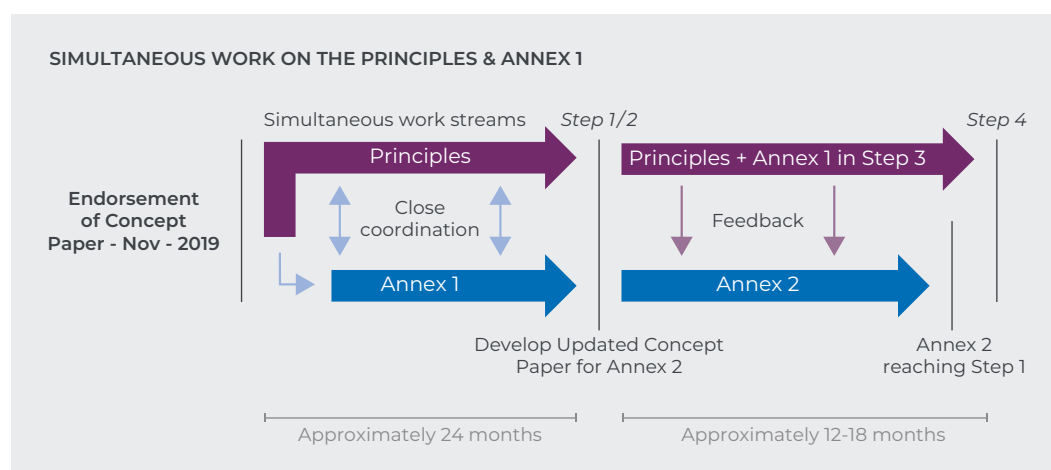 SIMULTANEOUS WORK ON THE PRINCIPLES & ANNEX 1
Simultaneous work streams
Step 1/2
Step 4
Principles
Principles + Annex 1 in Step 3
Endorsement
of Concept
Paper - Nov - 2019
Close
coordination
Feedback
Annex 1
Annex 2
Develop Updated Concept
Paper for Annex 2
Annex 2
reaching Step 1
Approximately 24 months
Approximately 12-18 months